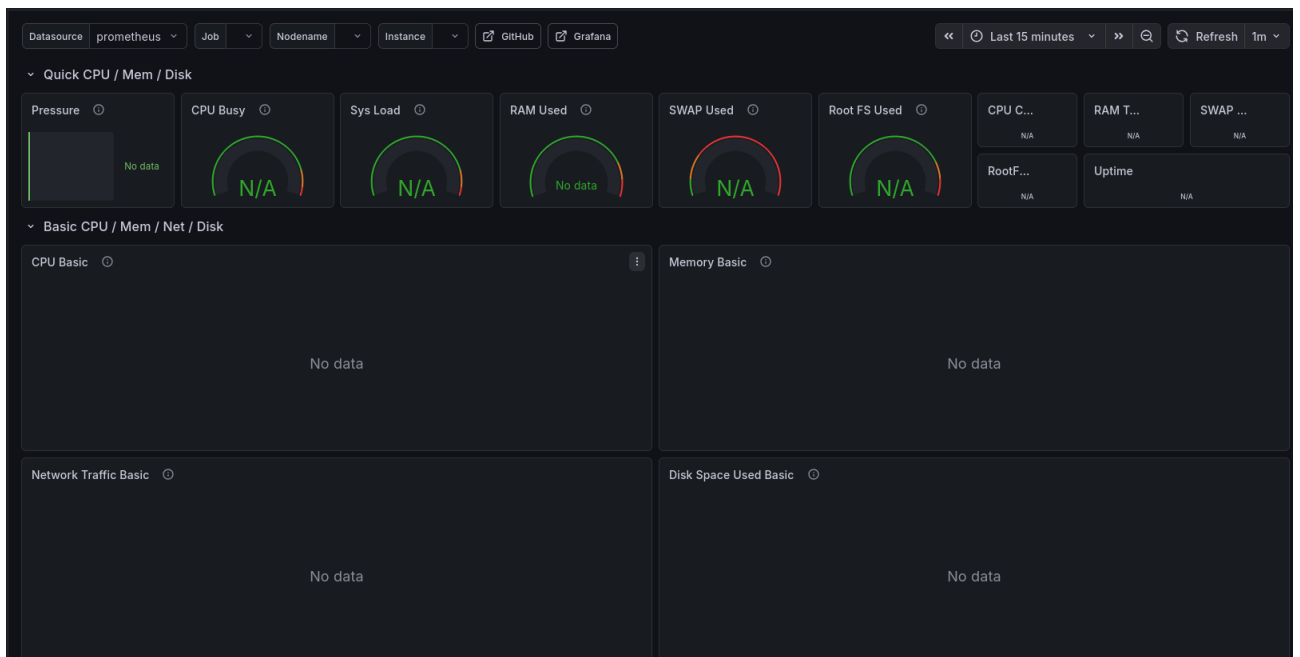 Datasource prometheus Job Nodename Instance GitHub Grafana Last 15 minutes Refresh 1m
Quick CPU / Mem / Disk
Pressure CPU Busy Sys Load RAM Used SWAP Used Root FS Used CPU C... RAM T... SWAP ...
N/A N/A N/A
No data N/A N/A No data N/A N/A
RootF... Uptime
N/A N/A
Basic CPU / Mem / Net / Disk
CPU Basic Memory Basic
No data No data
Network Traffic Basic Disk Space Used Basic
No data No data